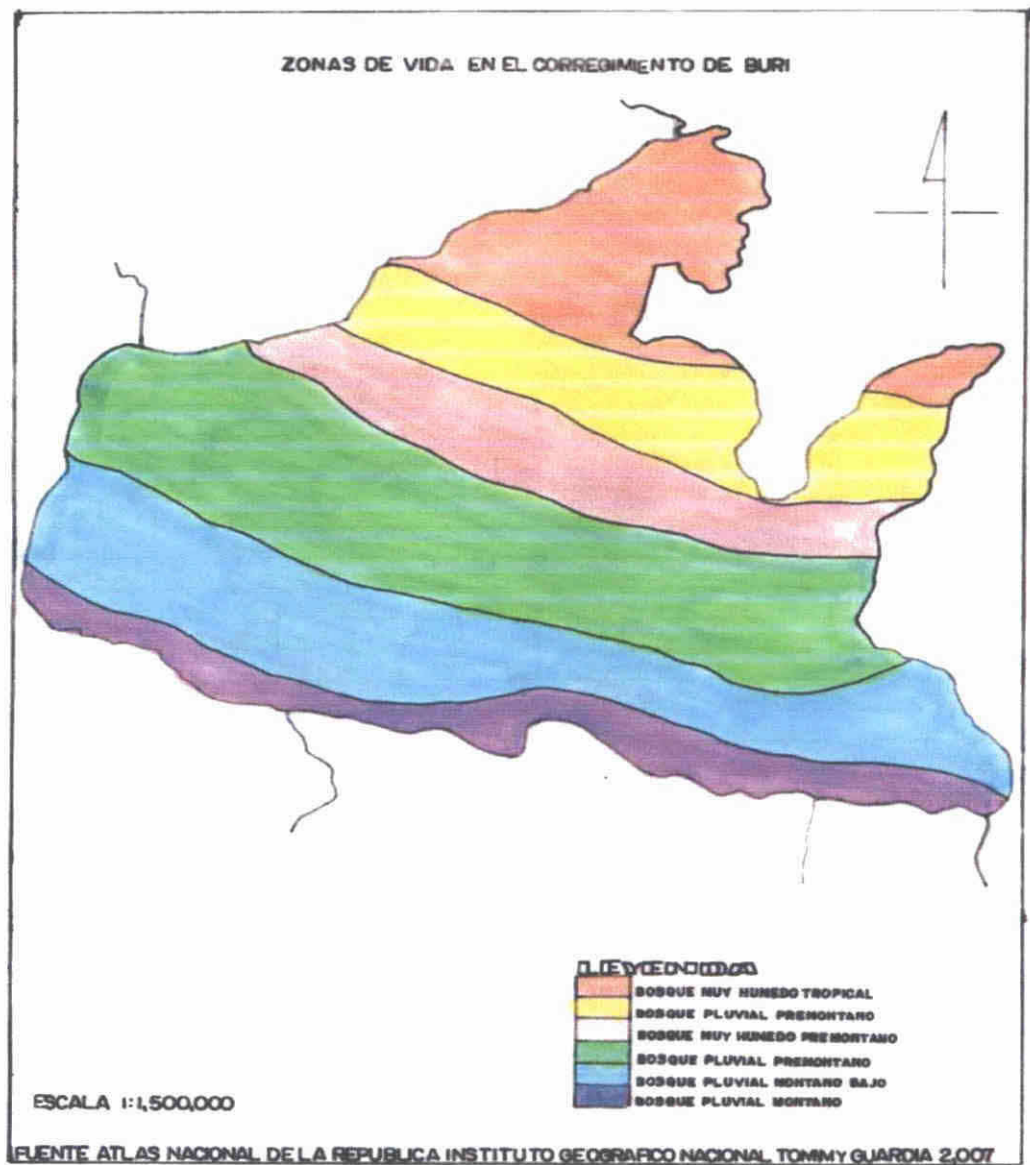 ZONAS DE VIDA EN EL CORREGIMIENTO DE BURI
LEYENDA
BOSQUE MUY HUMEDO TROPICAL
BOSQUE PLUVIAL PREMONTANO
BOSQUE MUY HUMEDO PREMONTANO
BOSQUE PLUVIAL PREMONTANO
BOSQUE PLUVIAL MONTANO BAJO
BOSQUE PLUVIAL MONTANO
ESCALA 1:1,500,000
FUENTE ATLAS NACIONAL DE LA REPUBLICA INSTITUTO GEOGRAFICO NACIONAL TOMMY GUARDIA 2,007